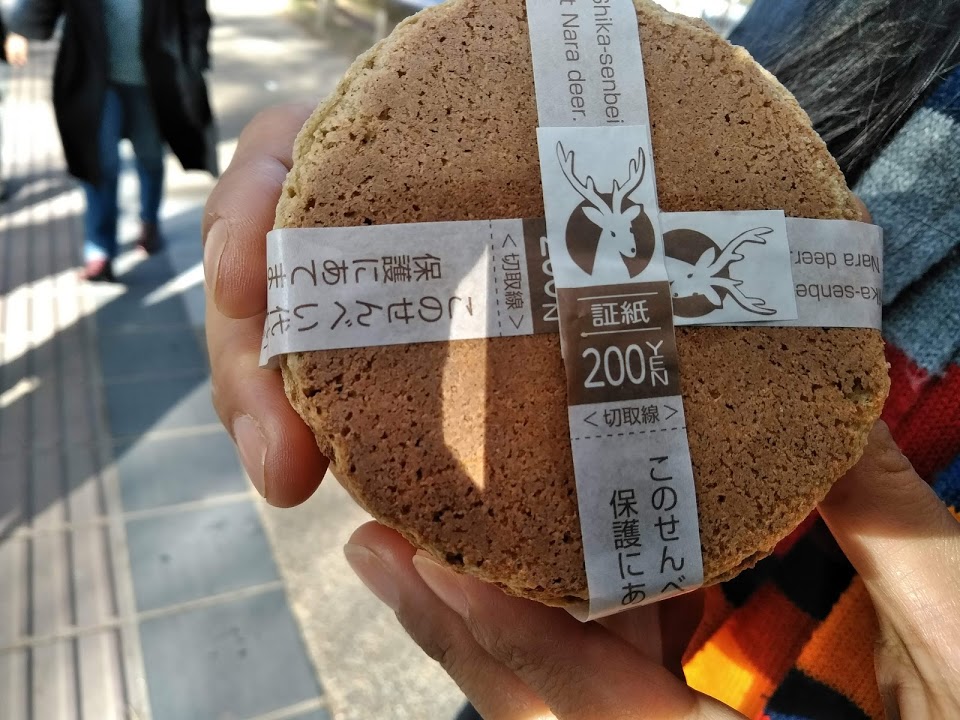 Shika-senbei
t Nara deer.
証紙
200 YEN
<切取線>
このせんべ
保護にあ
このせんべい代
保護にあてま
<切取線>
200
ika-senbe
Nara deer.